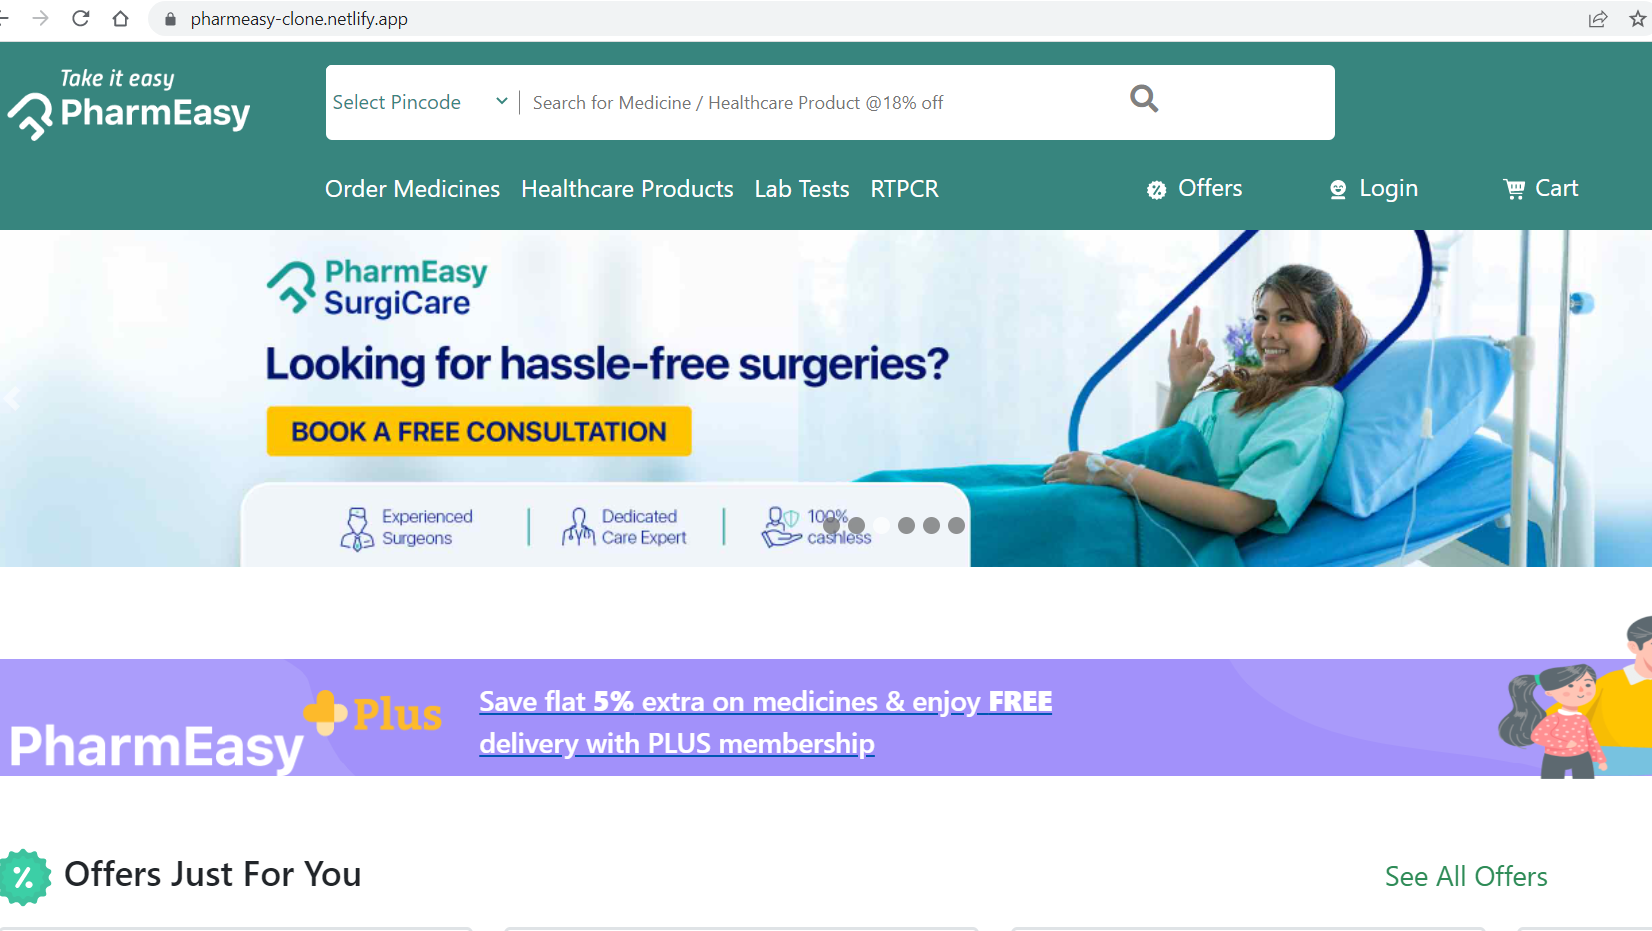 pharmeasy-clone.netlify.app
Take it easy
PharmEasy
Select Pincode
Search for Medicine / Healthcare Product @18% off
Order Medicines Healthcare Products Lab Tests RTPCR Offers Login Cart
PharmEasy
SurgiCare
Looking for hassle-free surgeries?
BOOK A FREE CONSULTATION
Experienced
Surgeons
Dedicated
Care Expert
100%
cashless
PharmEasy Plus
Save flat 5% extra on medicines & enjoy FREE
delivery with PLUS membership
Offers Just For You
See All Offers